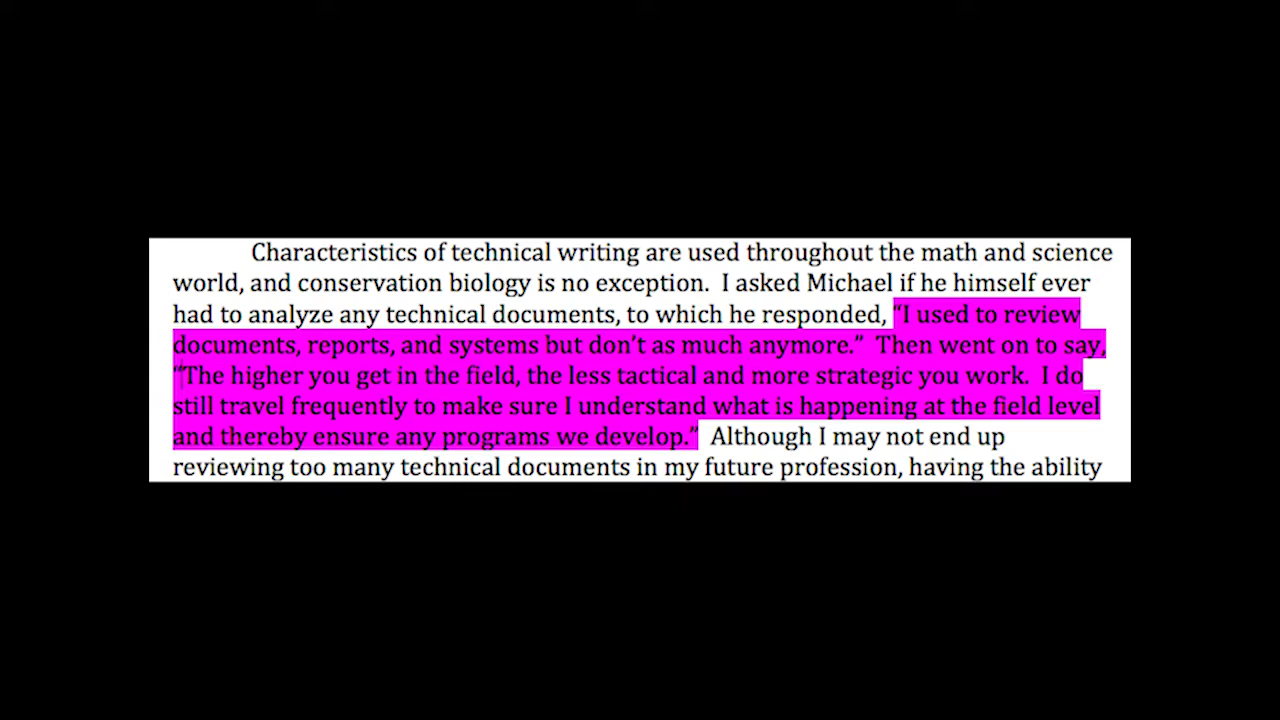 Characteristics of technical writing are used throughout the math and science
world, and conservation biology is no exception.  I asked Michael if he himself ever
had to analyze any technical documents, to which he responded, “I used to review
documents, reports, and systems but don’t as much anymore.”  Then went on to say,
“The higher you get in the field, the less tactical and more strategic you work.  I do
still travel frequently to make sure I understand what is happening at the field level
and thereby ensure any programs we develop.”  Although I may not end up
reviewing too many technical documents in my future profession, having the ability